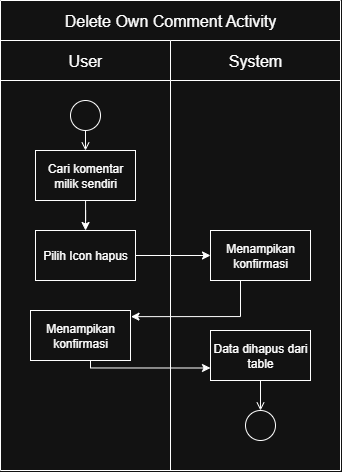 Delete Own Comment Activity
User
System
Cari komentar
milik sendiri
Pilih Icon hapus
Menampikan
konfirmasi
Menampikan
konfirmasi
Data dihapus dari
table